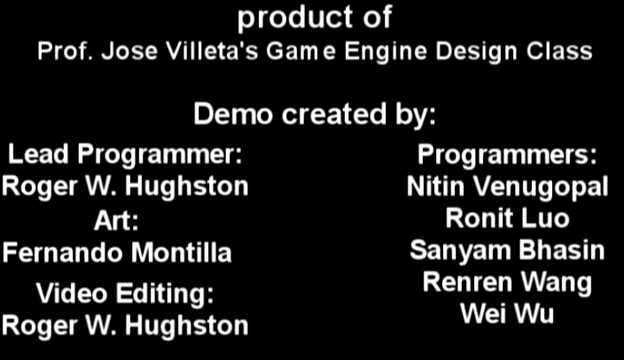 product of
Prof. Jose Villeta's Game Engine Design Class
Demo created by:
Lead Programmer:
Roger W. Hughston
Art:
Fernando Montilla
Video Editing:
Roger W. Hughston
Programmers:
Nitin Venugopal
Ronit Luo
Sanyam Bhasin
Renren Wang
Wei Wu